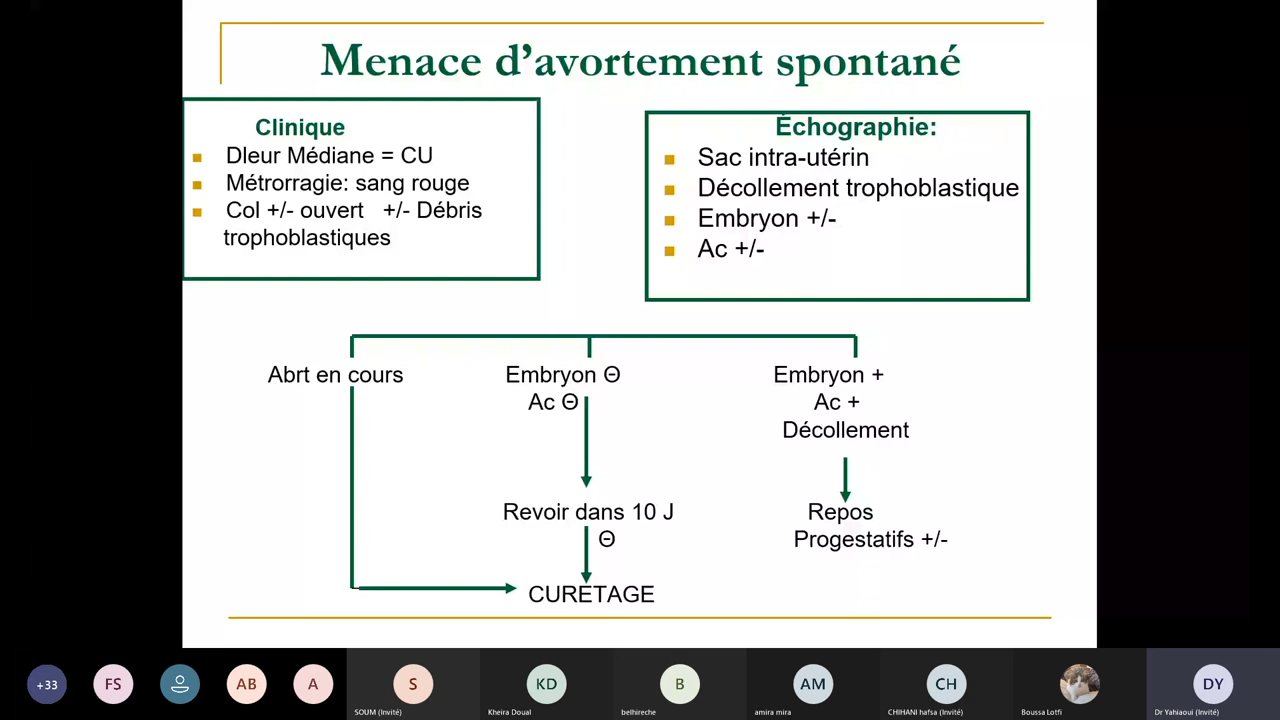 Menace d’avortement spontané
Clinique
Dleur Médiane = CU
Métrorragie: sang rouge
Col +/- ouvert +/- Débris
trophoblastiques
Échographie:
Sac intra-utérin
Décollement trophoblastique
Embryon +/-
Ac +/-
Abrt en cours
Embryon Θ
Ac Θ
Embryon +
Ac +
Décollement
Revoir dans 10 J
Θ
Repos
Progestatifs +/-
CURETAGE
+33
FS
AB
A
S
SOUM (Invité)
KD
Kheira Doual
B
belhireche
AM
amira mira
CH
CHIHANI hafsa (Invité)
Boussa Lotfi
DY
Dr Yahiaoui (Invité)